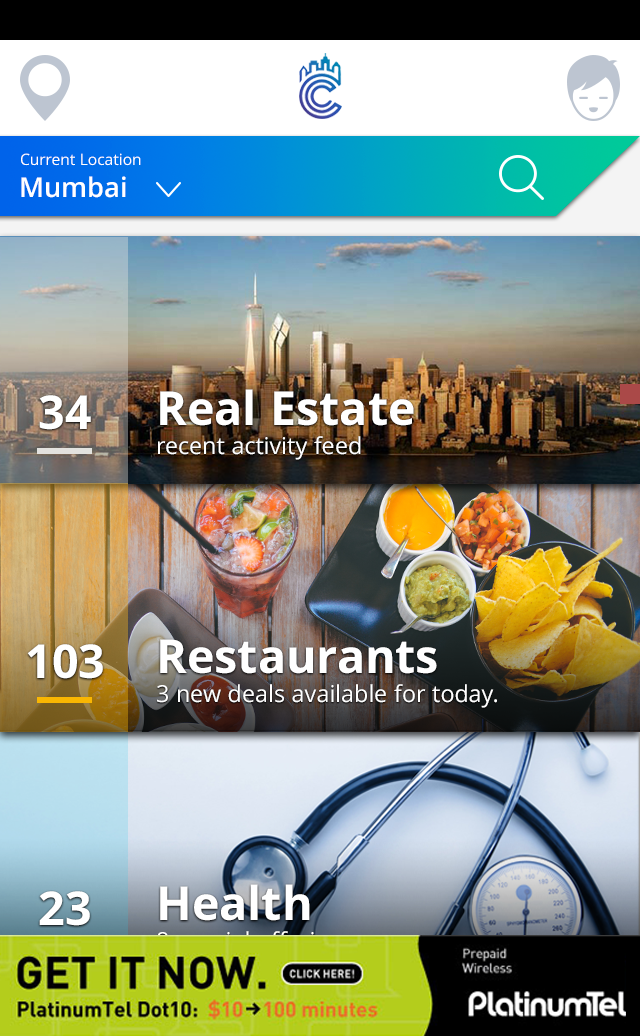 Current Location
Mumbai
34
Real Estate
recent activity feed
103
Restaurants
3 new deals available for today.
23
Health
GET IT NOW. CLICK HERE!
PlatinumTel Dot10: $10→100 minutes
Prepaid
Wireless
PlatinumTel